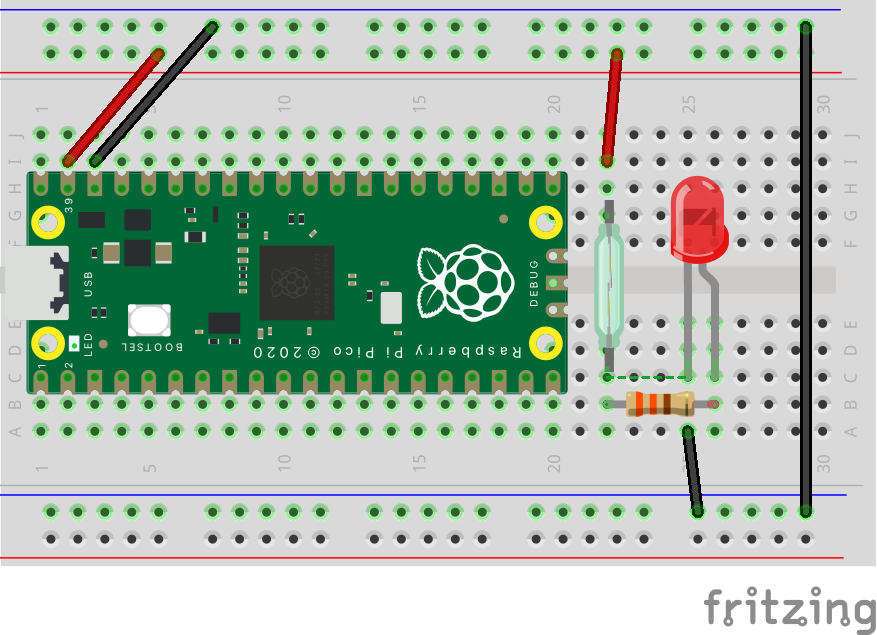 1 5 10 15 20 25 30
J J
I I
H H
G G
F F
39
USB
DEBUG
E E
D D
C C
B B
A A
LED
BOOTSEL
Raspberry Pi Pico © 2020
1
2
1 5 10 15 20 25 30
fritzing